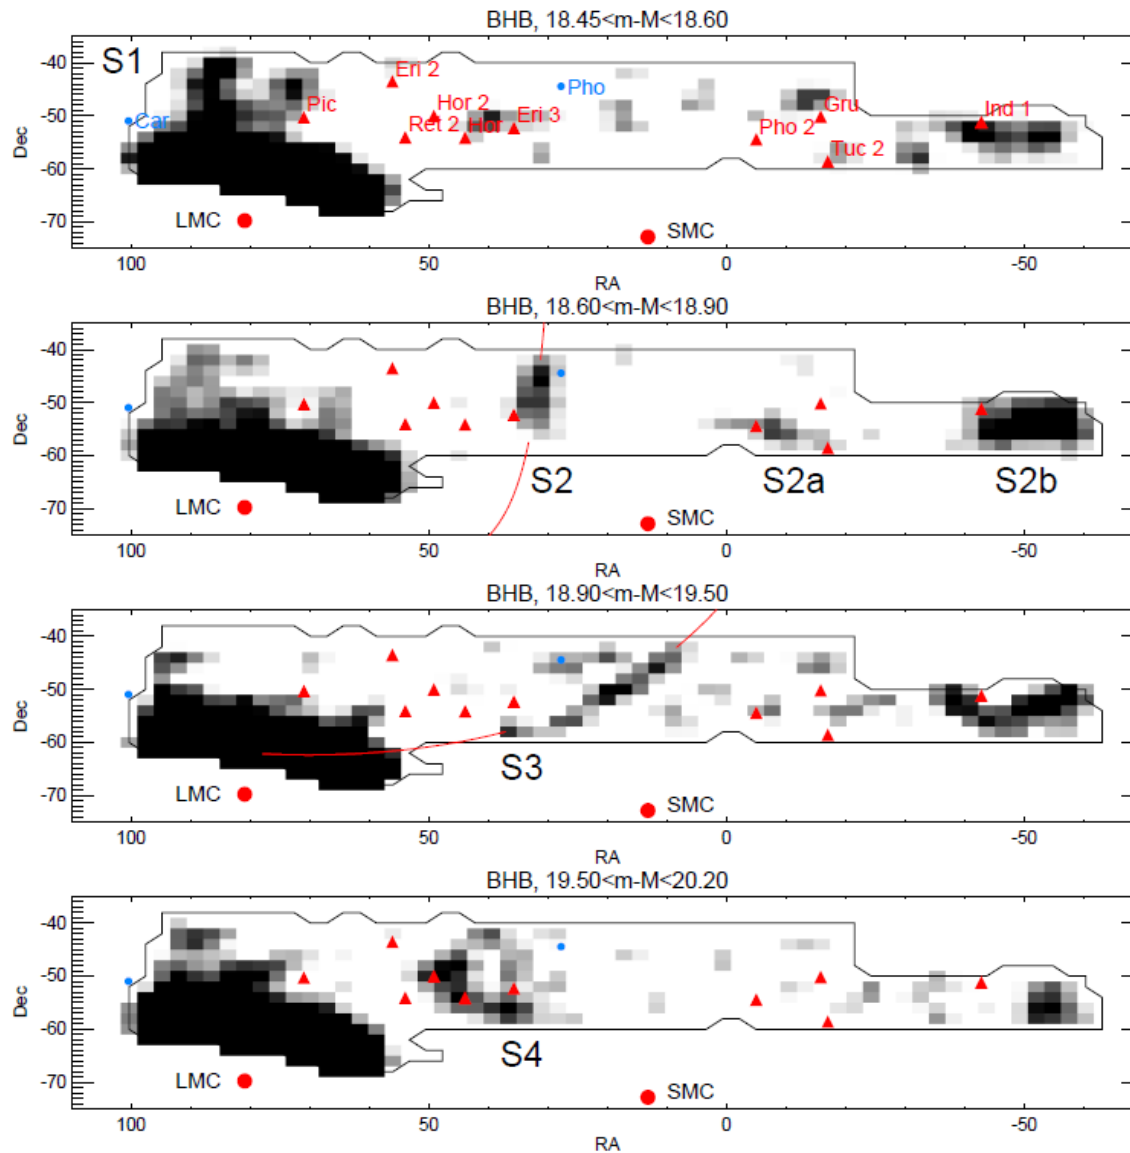 BHB, 18.45<m-M<18.60
S1
-40
-50
-60
-70
Dec
Car
Pic
Eri 2
Hor 2
Ret 2
Hor
Eri 3
Pho
Gru
Pho 2
Tuc 2
Ind 1
LMC
SMC
100
50
0
-50
RA
BHB, 18.60<m-M<18.90
-40
-50
-60
-70
Dec
S2
S2a
S2b
LMC
SMC
100
50
0
-50
RA
BHB, 18.90<m-M<19.50
-40
-50
-60
-70
Dec
S3
LMC
SMC
100
50
0
-50
RA
BHB, 19.50<m-M<20.20
-40
-50
-60
-70
Dec
S4
LMC
SMC
100
50
0
-50
RA